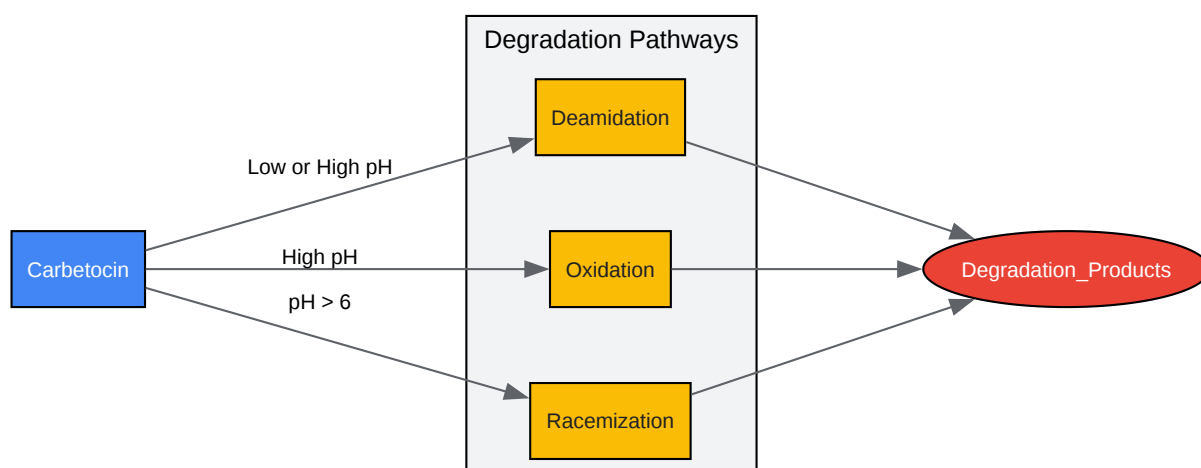 Degradation Pathways
Deamidation
Low or High pH
Carbetocin
High pH
Oxidation
Degradation_Products
pH > 6
Racemization